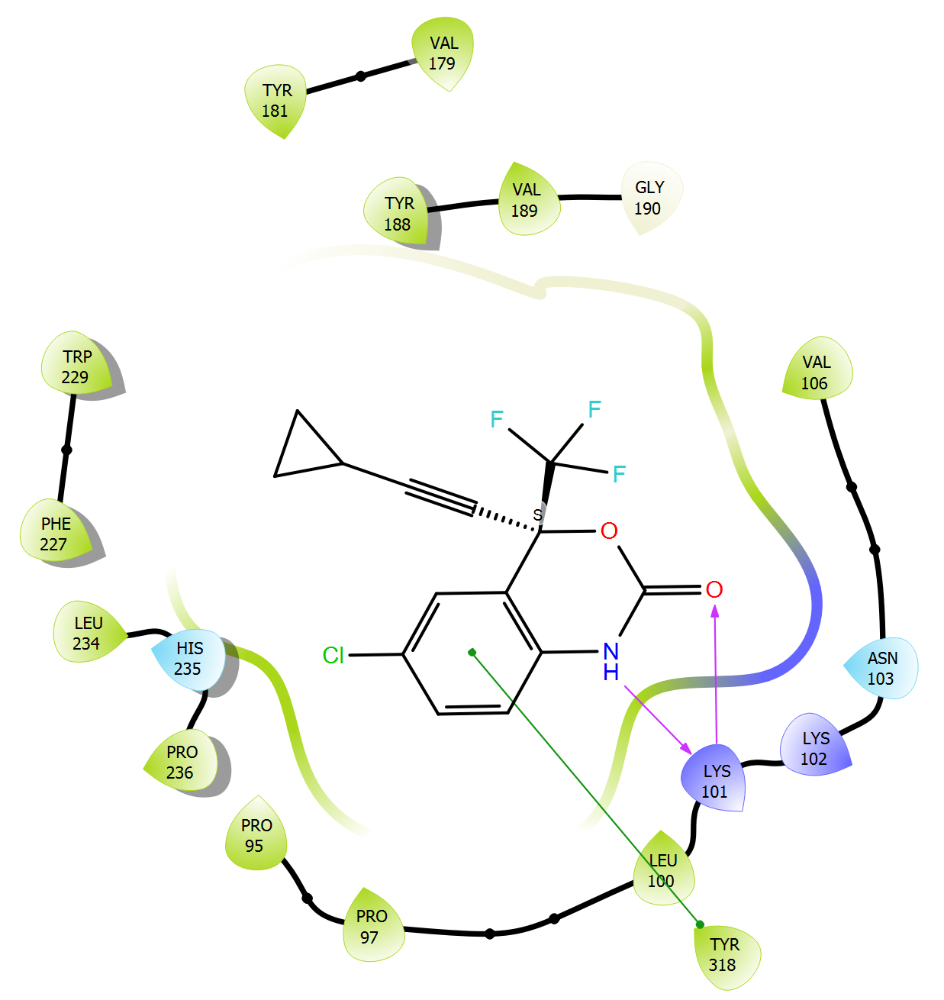 VAL
179
TYR
181
TYR
188
VAL
189
GLY
190
TRP
229
VAL
106
F
F
F
S
O
PHE
227
O
LEU
234
HIS
235
Cl
N
H
ASN
103
PRO
236
LYS
102
LYS
101
PRO
95
LEU
100
PRO
97
TYR
318